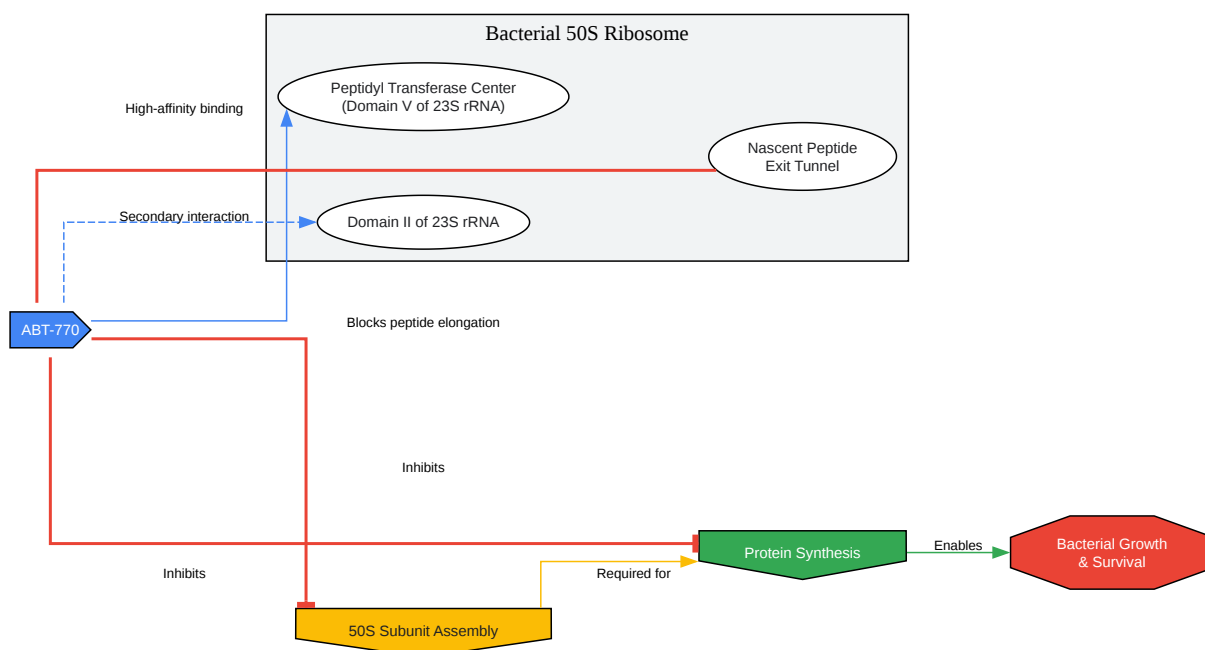 Bacterial 50S Ribosome
Peptidyl Transferase Center
(Domain V of 23S rRNA)
High-affinity binding
Nascent Peptide
Exit Tunnel
Secondary interaction
Domain II of 23S rRNA
ABT-770
Blocks peptide elongation
Inhibits
Protein Synthesis
Enables
Bacterial Growth
& Survival
Inhibits
Required for
50S Subunit Assembly